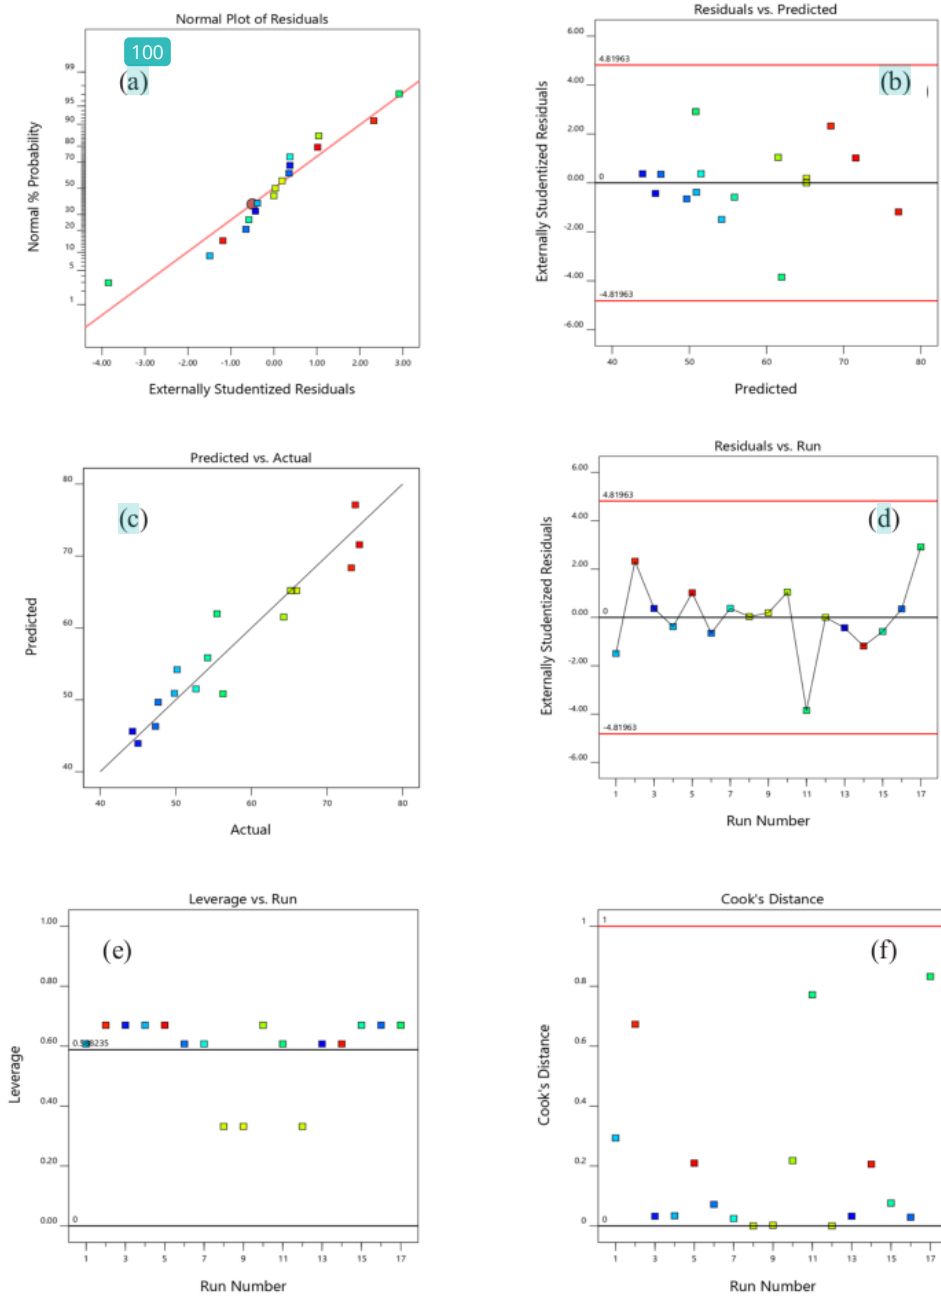 Normal Plot of Residuals
100
(a)
Normal % Probability
99
95
90
80
70
50
30
20
10
5
1
-4.00 -3.00 -2.00 -1.00 0.00 1.00 2.00 3.00
Externally Studentized Residuals
Residuals vs. Predicted
(b)
Externally Studentized Residuals
6.00
4.81963
4.00
2.00
0.00
0
-2.00
-4.00
-4.81963
-6.00
40 50 60 70 80
Predicted
Predicted vs. Actual
(c)
Predicted
80
70
60
50
40
40 50 60 70 80
Actual
Residuals vs. Run
(d)
Externally Studentized Residuals
6.00
4.81963
4.00
2.00
0.00
0
-2.00
-4.00
-4.81963
-6.00
1 3 5 7 9 11 13 15 17
Run Number
Leverage vs. Run
(e)
Leverage
1.00
0.80
0.60
0.40
0.20
0.00
0
1 3 5 7 9 11 13 15 17
Run Number
Cook's Distance
(f)
Cook's Distance
1
1
0.8
0.6
0.4
0.2
0
0
1 3 5 7 9 11 13 15 17
Run Number